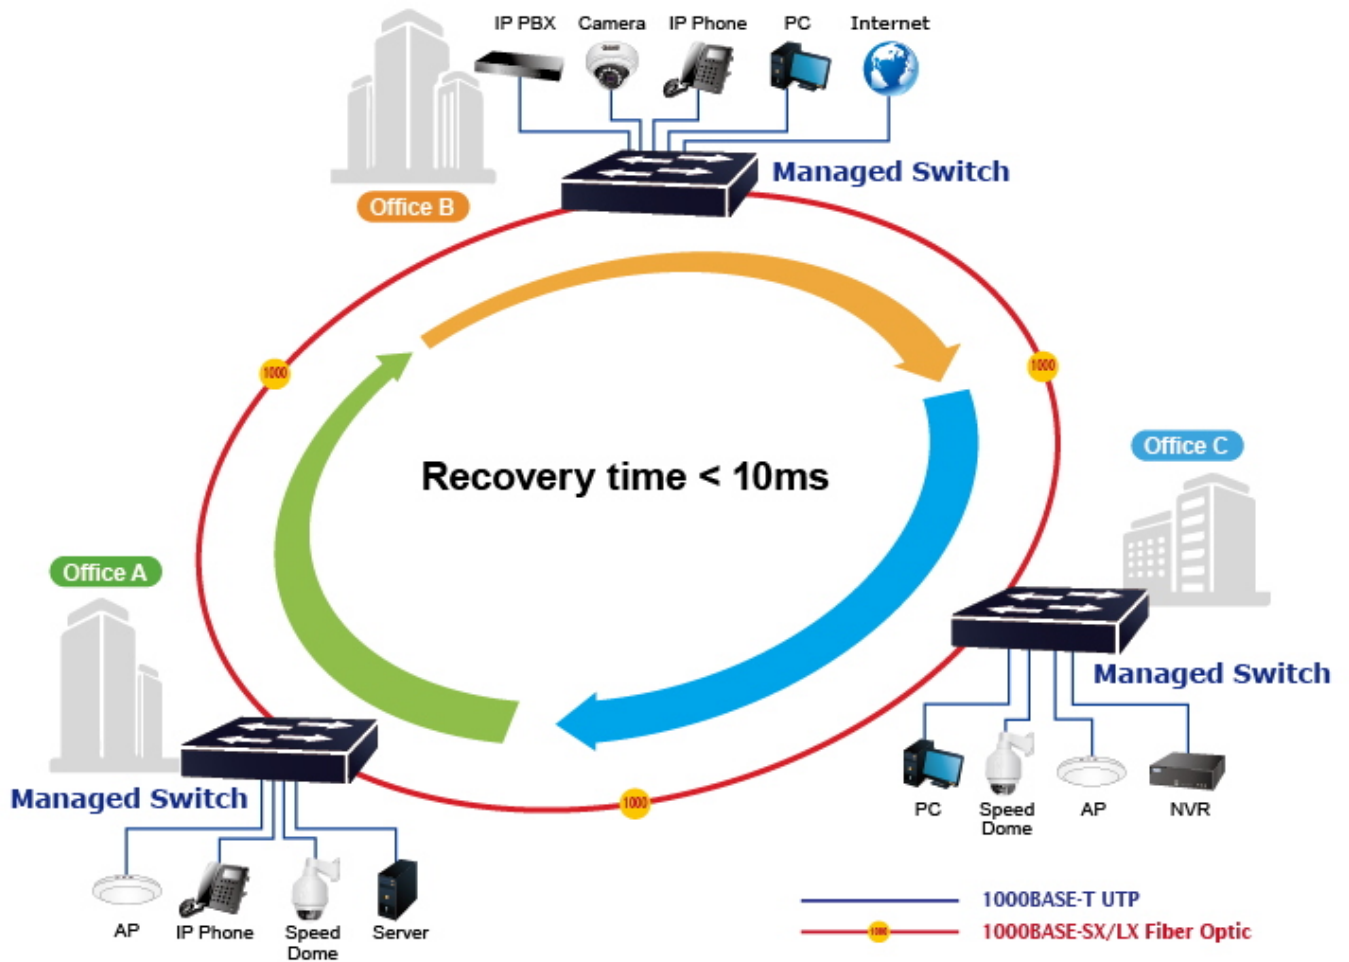 IP PBX
Camera
IP Phone
PC
Internet
Managed Switch
Office B
1000
1000
Office C
Recovery time < 10ms
Office A
Managed Switch
Managed Switch
1000
PC
Speed
Dome
AP
NVR
AP
IP Phone
Speed
Dome
Server
1000BASE-T UTP
1000
1000BASE-SX/LX Fiber Optic